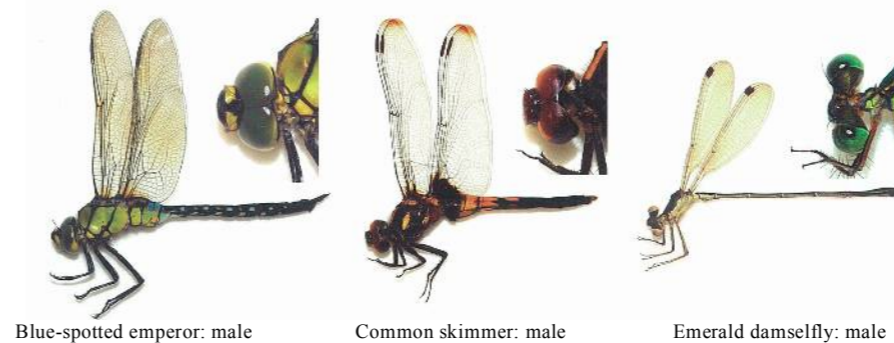 Blue-spotted emperor: male
Common skimmer: male
Emerald damselfly: male